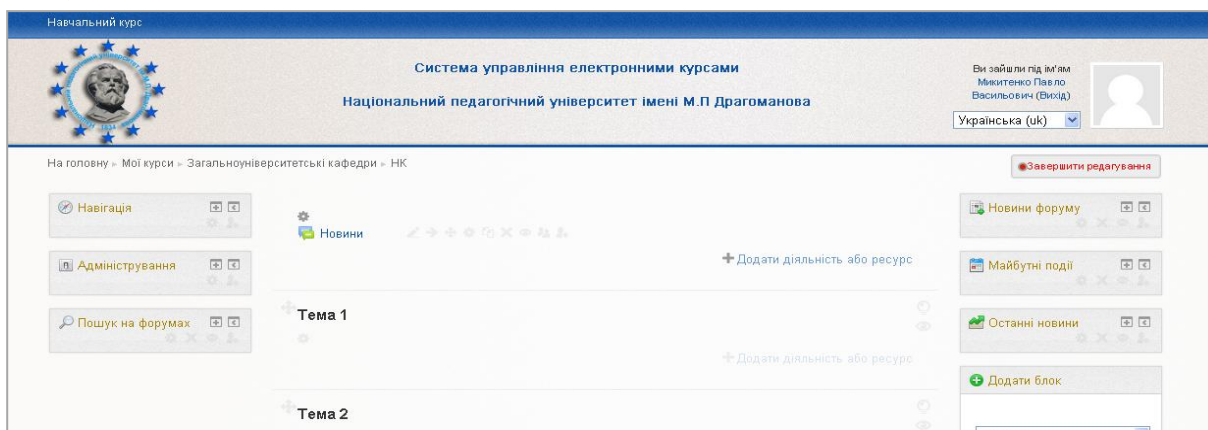 Навчальний курс
Система управління електронними курсами
Національний педагогічний університет імені М.П Драгоманова
Ви зайшли під ім'ям
Микитенко Павло
Васильович (Вихід)
Українська (uk)
На головну ► Мої курси ► Загальноуніверситетські кафедри ► НК
Завершити редагування
Навігація
Адміністрування
Пошук на форумах
Новини
Додати діяльність або ресурс
Тема 1
Додати діяльність або ресурс
Тема 2
Новини форуму
Майбутні події
Останні новини
Додати блок